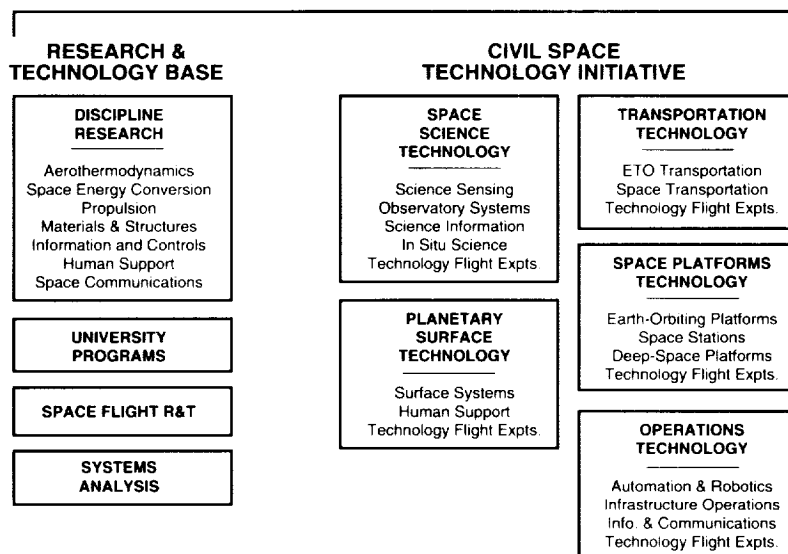 RESEARCH &
TECHNOLOGY BASE
DISCIPLINE
RESEARCH
Aerothermodynamics
Space Energy Conversion
Propulsion
Materials & Structures
Information and Controls
Human Support
Space Communications
UNIVERSITY
PROGRAMS
SPACE FLIGHT R&T
SYSTEMS
ANALYSIS
CIVIL SPACE
TECHNOLOGY INITIATIVE
SPACE
SCIENCE
TECHNOLOGY
Science Sensing
Observatory Systems
Science Information
In Situ Science
Technology Flight Expts.
PLANETARY
SURFACE
TECHNOLOGY
Surface Systems
Human Support
Technology Flight Expts.
TRANSPORTATION
TECHNOLOGY
ETO Transportation
Space Transportation
Technology Flight Expts.
SPACE PLATFORMS
TECHNOLOGY
Earth-Orbiting Platforms
Space Stations
Deep-Space Platforms
Technology Flight Expts.
OPERATIONS
TECHNOLOGY
Automation & Robotics
Infrastructure Operations
Info. & Communications
Technology Flight Expts.